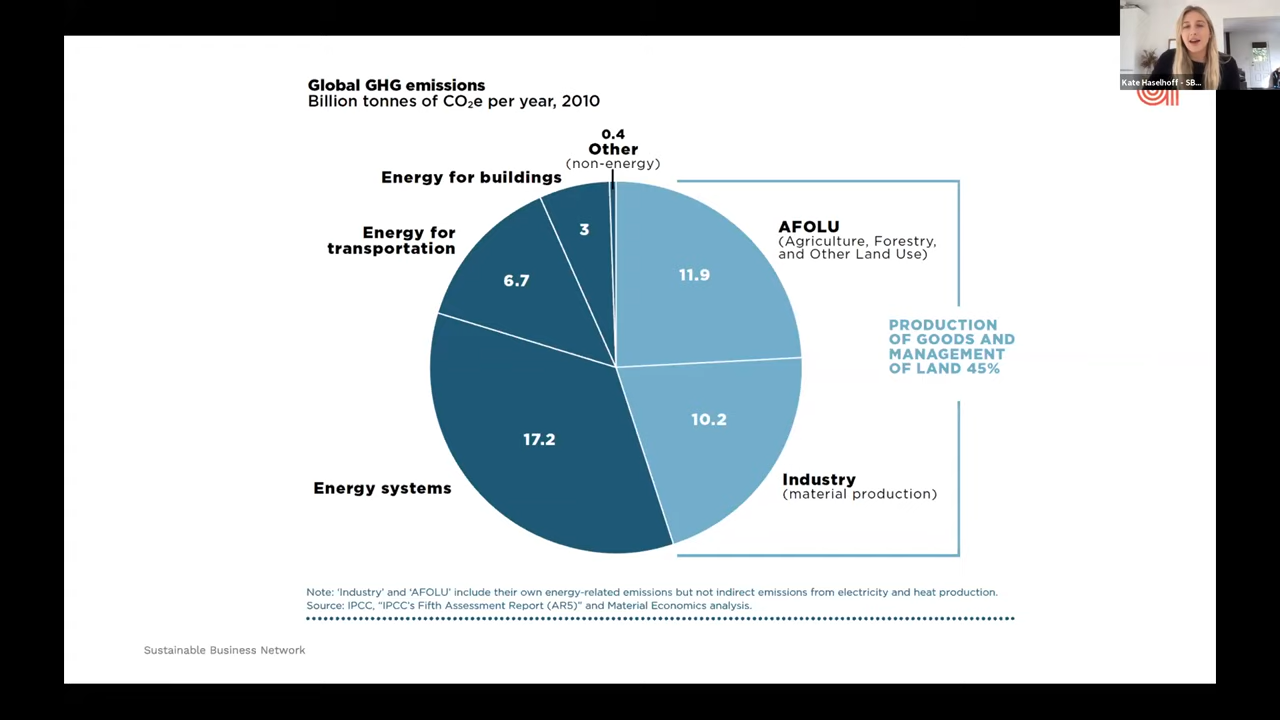 Kate Haselhoff - SB...
Global GHG emissions
Billion tonnes of CO₂e per year, 2010
0.4
Other
(non-energy)
Energy for buildings
3
Energy for
transportation
6.7
AFOLU
(Agriculture, Forestry,
and Other Land Use)
11.9
PRODUCTION
OF GOODS AND
MANAGEMENT
OF LAND 45%
10.2
17.2
Industry
(material production)
Energy systems
Note: ‘Industry’ and ‘AFOLU’ include their own energy-related emissions but not indirect emissions from electricity and heat production.
Source: IPCC, “IPCC’s Fifth Assessment Report (AR5)” and Material Economics analysis.
Sustainable Business Network